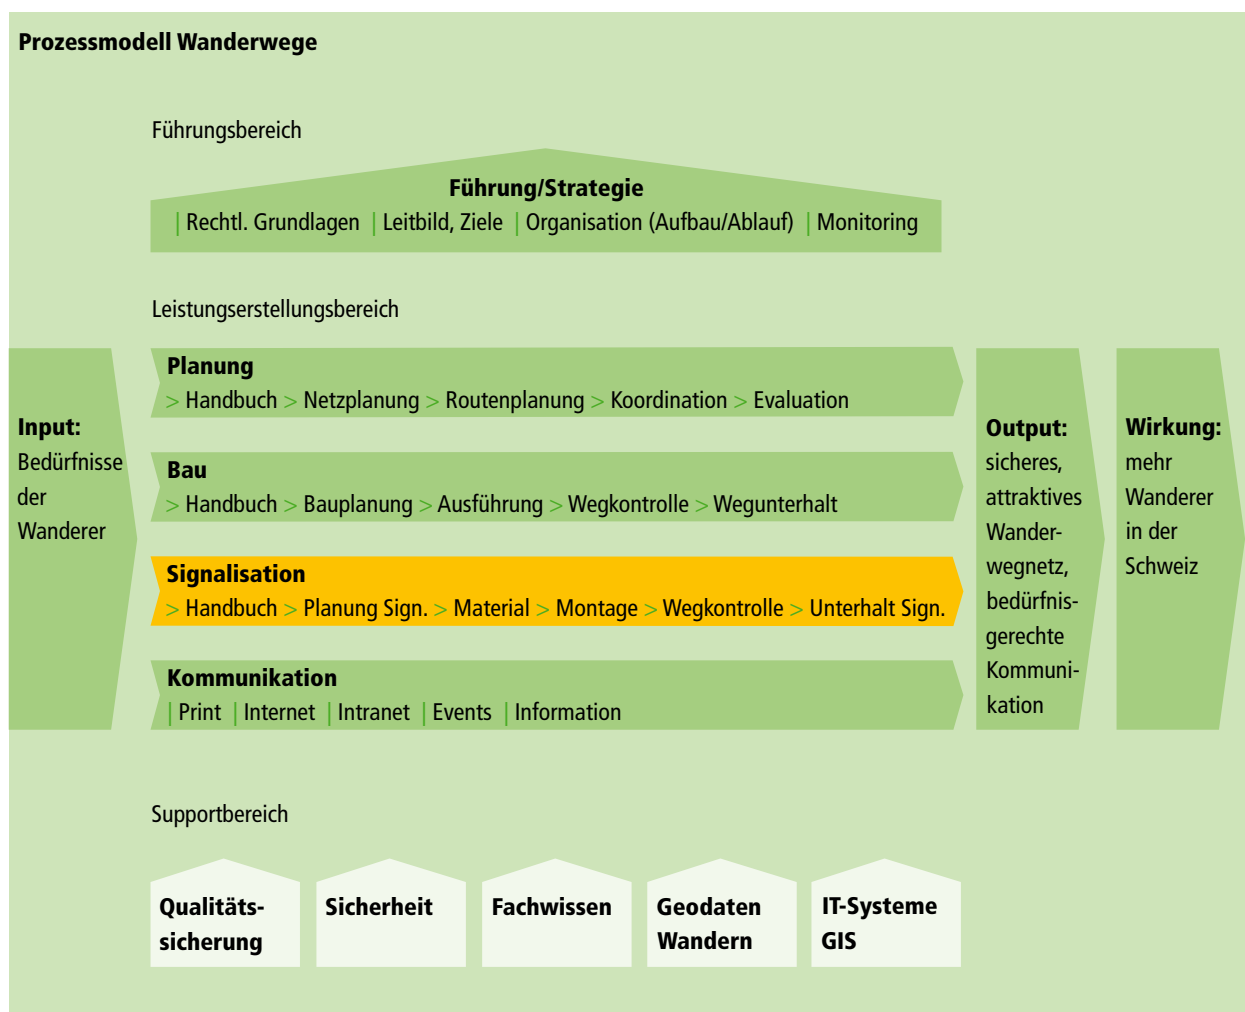 Prozessmodell Wanderwege
Führungsbereich
Führung/Strategie
| Rechtl. Grundlagen | Leitbild, Ziele | Organisation (Aufbau/Ablauf) | Monitoring
Leistungserstellungsbereich
Input:
Bedürfnisse
der
Wanderer
Planung
> Handbuch > Netzplanung > Routenplanung > Koordination > Evaluation
Bau
> Handbuch > Bauplanung > Ausführung > Wegkontrolle > Wegunterhalt
Signalisation
> Handbuch > Planung Sign. > Material > Montage > Wegkontrolle > Unterhalt Sign.
Kommunikation
| Print | Internet | Intranet | Events | Information
Output:
sicheres,
attraktives
Wander-
wegnetz,
bedürfnis-
gerechte
Kommuni-
kation
Wirkung:
mehr
Wanderer
in der
Schweiz
Supportbereich
Qualitäts-
sicherung
Sicherheit
Fachwissen
Geodaten
Wandern
IT-Systeme
GIS